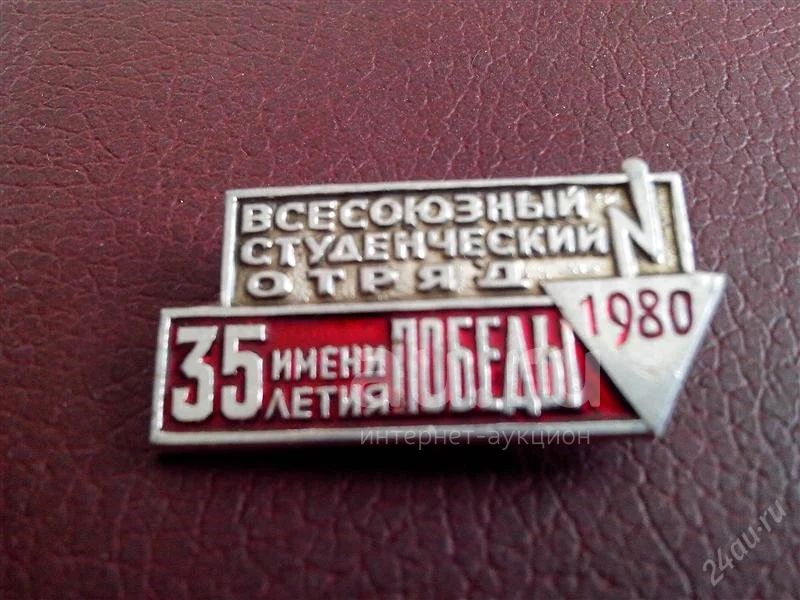 ВСЕСОЮЗНЫЙ
СТУДЕНЧЕСКИЙ
ОТРЯД
1980
35 ИМЕНИ ЛЕТИЯ ПОБЕДЫ
интернет-аукцион
24au.ru